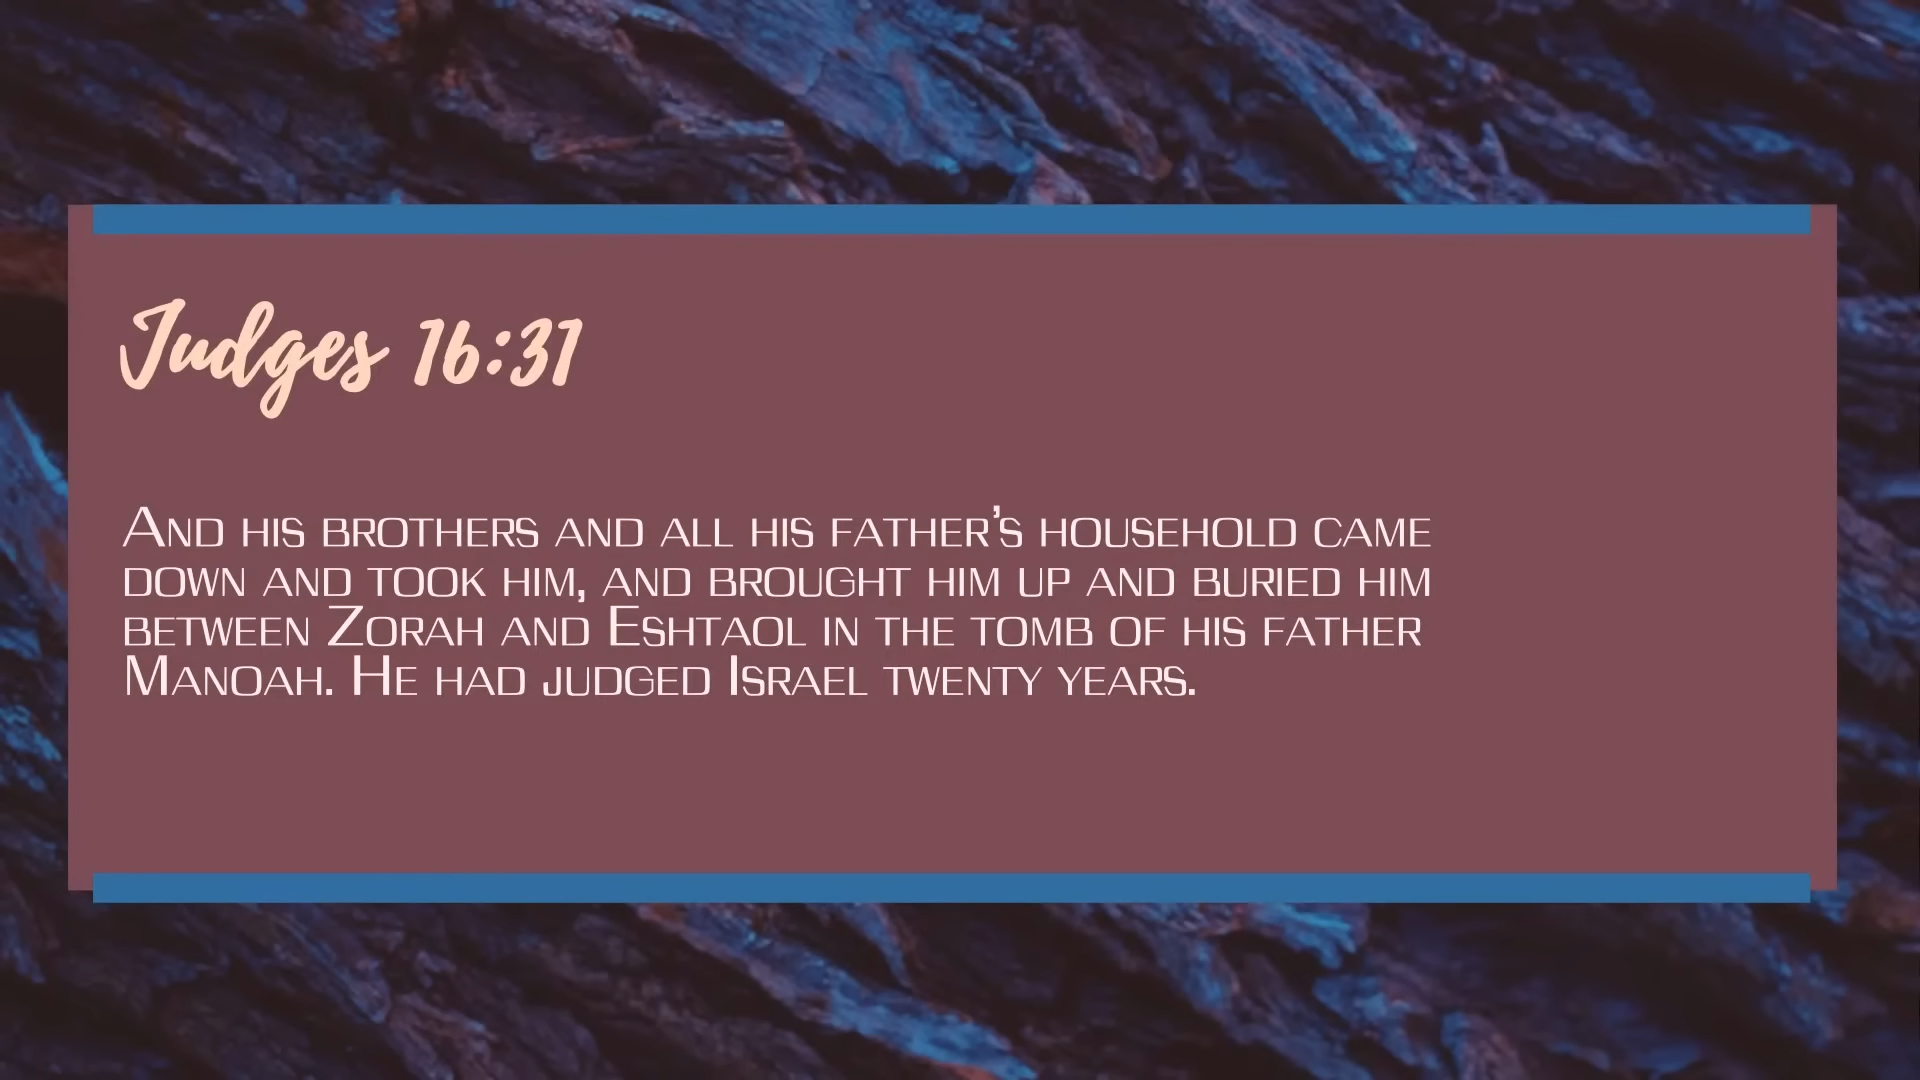 Judges 16:31
And his brothers and all his father's household came
down and took him, and brought him up and buried him
between Zorah and Eshtaol in the tomb of his father
Manoah. He had judged Israel twenty years.